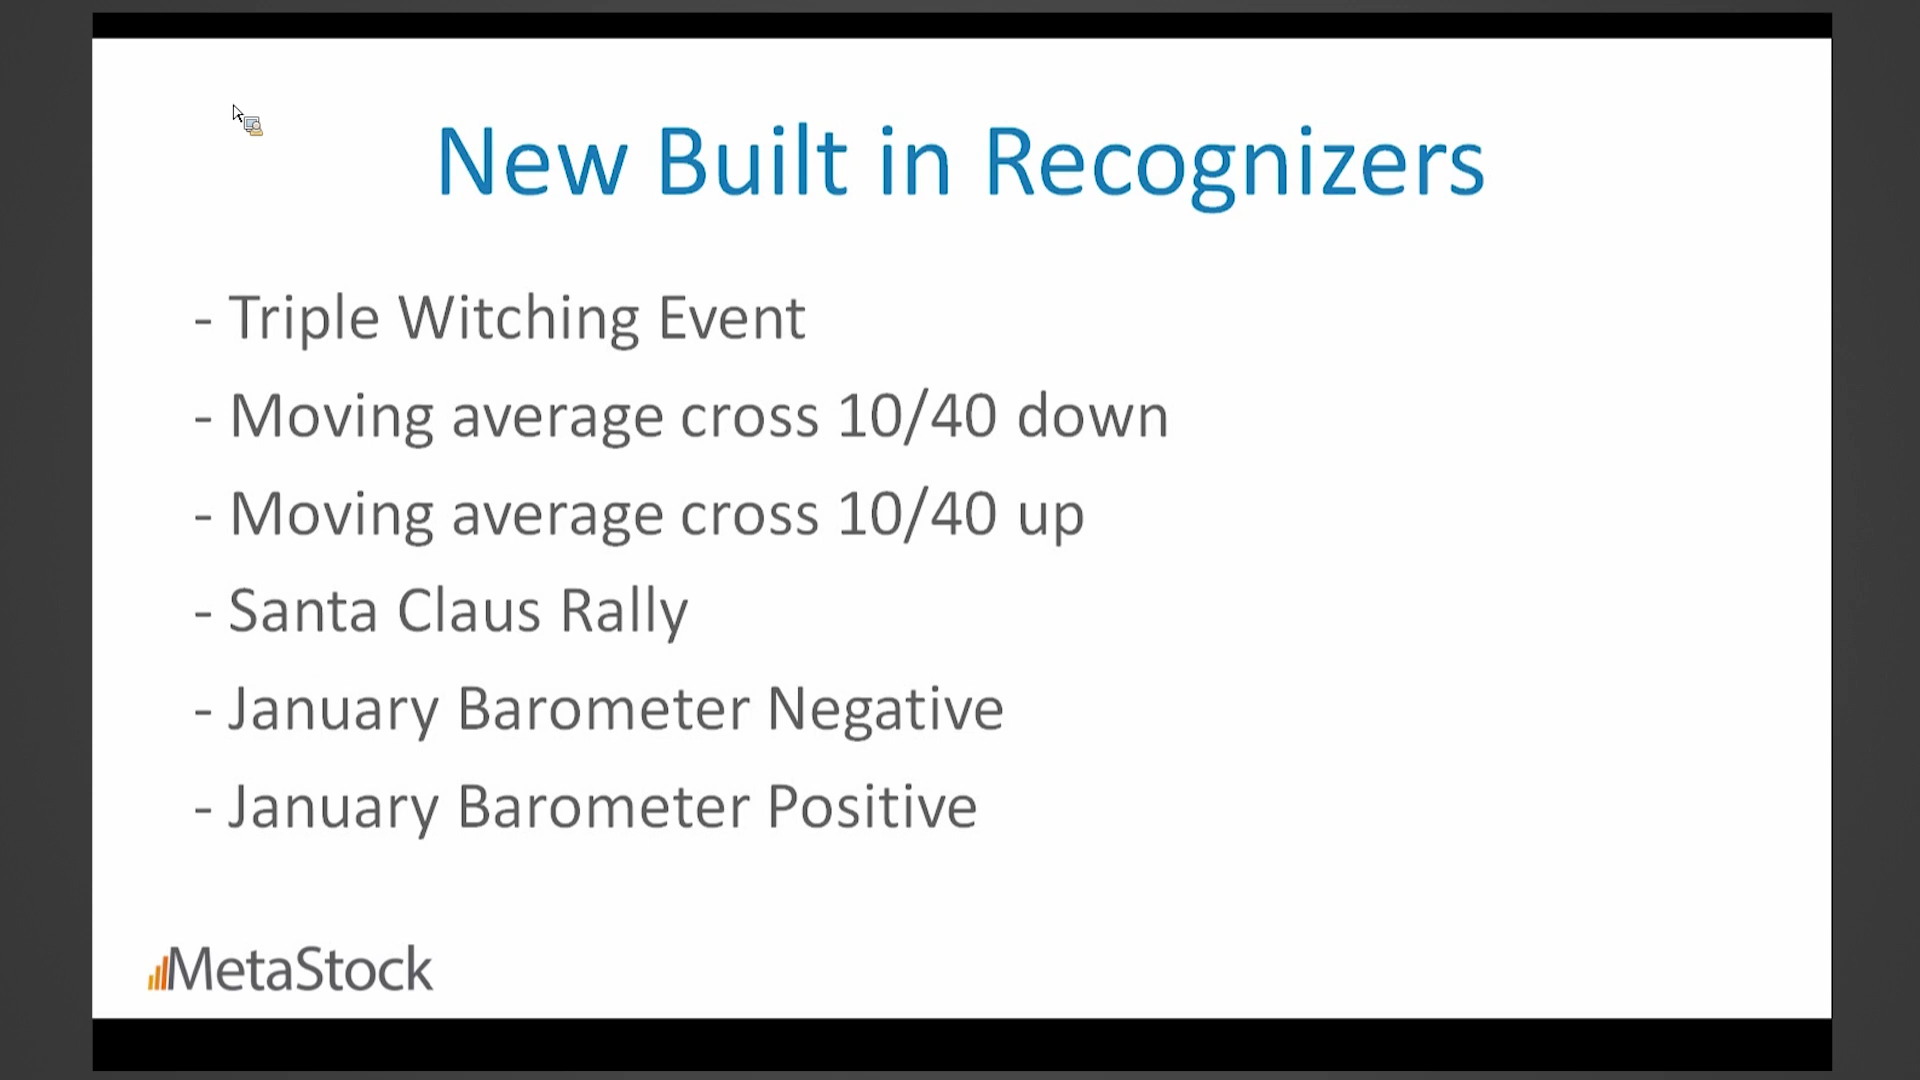 New Built in Recognizers
- Triple Witching Event
- Moving average cross 10/40 down
- Moving average cross 10/40 up
- Santa Claus Rally
- January Barometer Negative
- January Barometer Positive
MetaStock